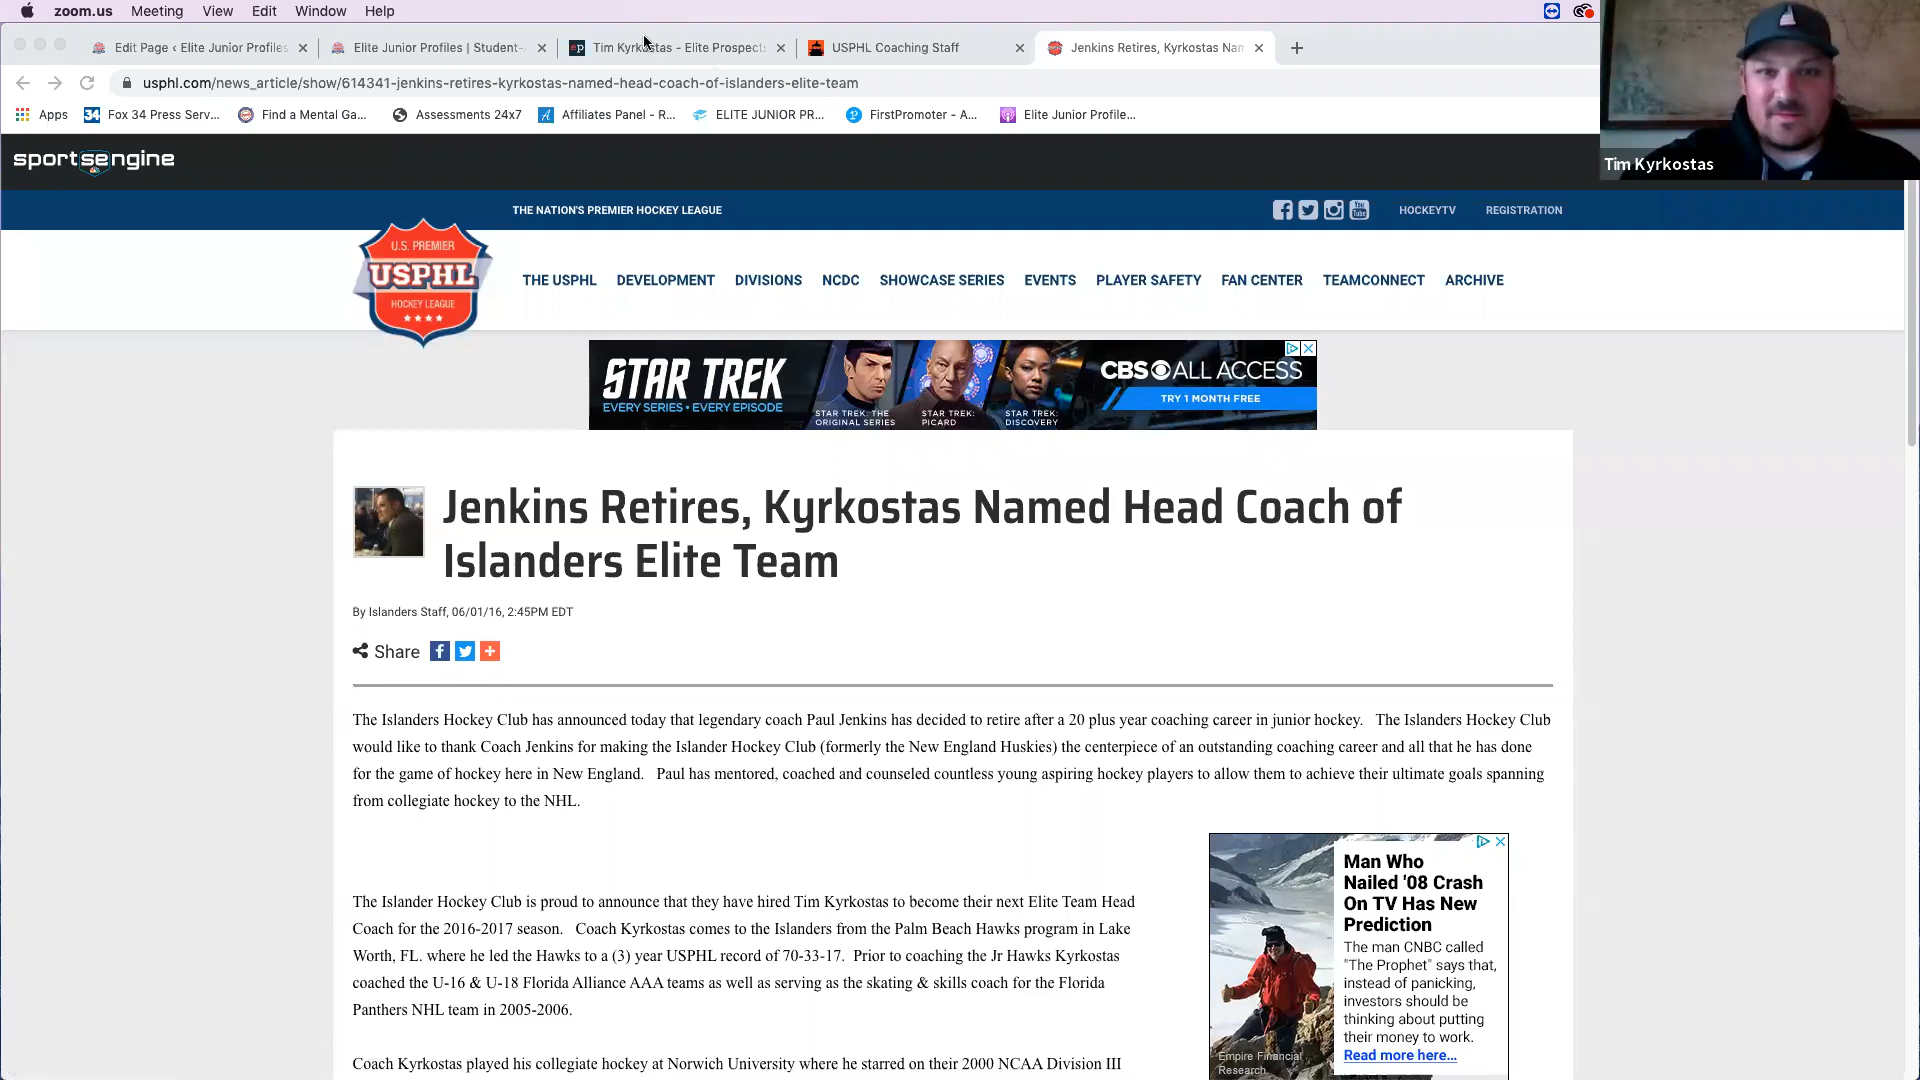 zoom.us Meeting View Edit Window Help
Edit Page ‹ Elite Junior Profiles
Elite Junior Profiles | Student-
ep Tim Kyrkostas - Elite Prospects
USPHL Coaching Staff
Jenkins Retires, Kyrkostas Nam
usphl.com/news_article/show/614341-jenkins-retires-kyrkostas-named-head-coach-of-islanders-elite-team
Apps 34 Fox 34 Press Serv... Find a Mental Ga... Assessments 24x7 Affiliates Panel - R... ELITE JUNIOR PR... FirstPromoter - A... Elite Junior Profile...
Tim Kyrkostas
sportsengine
THE NATION'S PREMIER HOCKEY LEAGUE
You Tube
HOCKEYTV REGISTRATION
U.S. PREMIER
USPHL
HOCKEY LEAGUE
THE USPHL DEVELOPMENT DIVISIONS NCDC SHOWCASE SERIES EVENTS PLAYER SAFETY FAN CENTER TEAMCONNECT ARCHIVE
STAR TREK
EVERY SERIES • EVERY EPISODE
STAR TREK: THE
ORIGINAL SERIES
STAR TREK:
PICARD
STAR TREK:
DISCOVERY
CBS ALL ACCESS
TRY 1 MONTH FREE
Jenkins Retires, Kyrkostas Named Head Coach of
Islanders Elite Team
By Islanders Staff, 06/01/16, 2:45PM EDT
Share
The Islanders Hockey Club has announced today that legendary coach Paul Jenkins has decided to retire after a 20 plus year coaching career in junior hockey. The Islanders Hockey Club
would like to thank Coach Jenkins for making the Islander Hockey Club (formerly the New England Huskies) the centerpiece of an outstanding coaching career and all that he has done
for the game of hockey here in New England. Paul has mentored, coached and counseled countless young aspiring hockey players to allow them to achieve their ultimate goals spanning
from collegiate hockey to the NHL.
The Islander Hockey Club is proud to announce that they have hired Tim Kyrkostas to become their next Elite Team Head
Coach for the 2016-2017 season. Coach Kyrkostas comes to the Islanders from the Palm Beach Hawks program in Lake
Worth, FL. where he led the Hawks to a (3) year USPHL record of 70-33-17. Prior to coaching the Jr Hawks Kyrkostas
coached the U-16 & U-18 Florida Alliance AAA teams as well as serving as the skating & skills coach for the Florida
Panthers NHL team in 2005-2006.
Coach Kyrkostas played his collegiate hockey at Norwich University where he starred on their 2000 NCAA Division III
Man Who
Nailed '08 Crash
On TV Has New
Prediction
The man CNBC called
"The Prophet" says that,
instead of panicking,
investors should be
thinking about putting
their money to work.
Read more here...
Empire Financial
Research